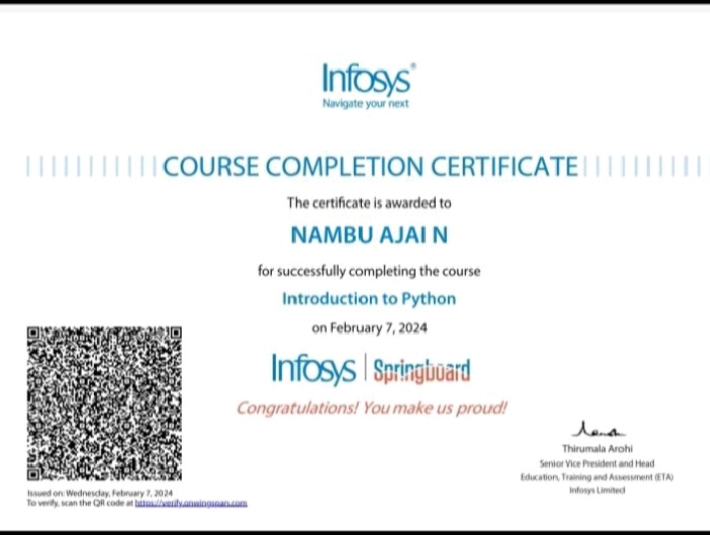 Infosys®
Navigate your next
COURSE COMPLETION CERTIFICATE
The certificate is awarded to
NAMBU AJAI N
for successfully completing the course
Introduction to Python
on February 7, 2024
Infosys | Springboard
Congratulations! You make us proud!
Thirumala Arohi
Senior Vice President and Head
Education, Training and Assessment (ETA)
Infosys Limited
Issued on: Wednesday, February 7, 2024
To verify, scan the QR code at https://verify.onwingspan.com